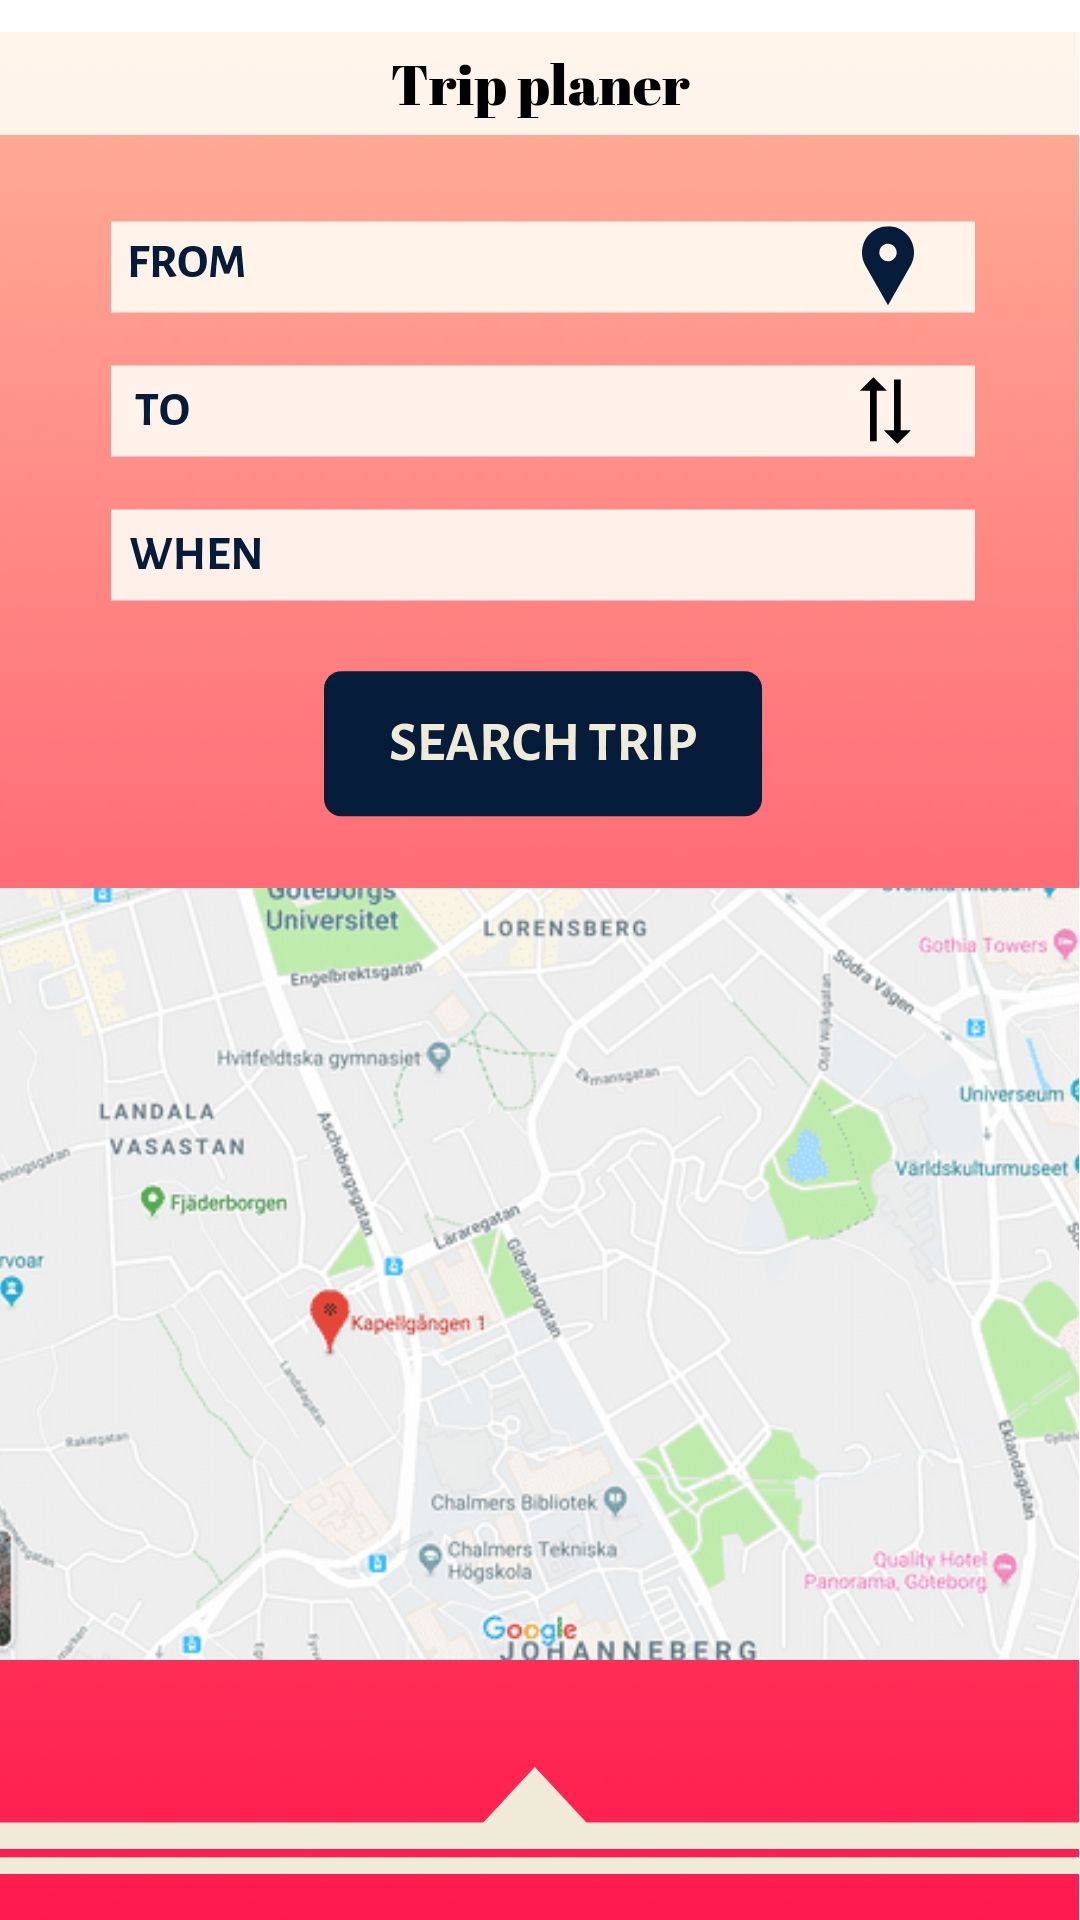 Trip planer
FROM
TO
WHEN
SEARCH TRIP
Göteborgs
Universitet
LORENSBERG
Gothia Towers
Engelbrektsgatan
Södra Vägen
Olof Wijksgatan
Hvitfeldtska gymnasiet
Ekmansgatan
Universeum
LANDALA
VASASTAN
Aschebergsgatan
Världskulturmuseet
Fjäderborgen
Läraregatan
Gibraltargatan
rvoar
Kapellgången 1
Landalagatan
Raketgatan
Eklandagatan
Chalmers Bibliotek
Chalmers Tekniska
Högskola
Quality Hotel
Panorama, Göteborg
Google
JOHANNEBERG